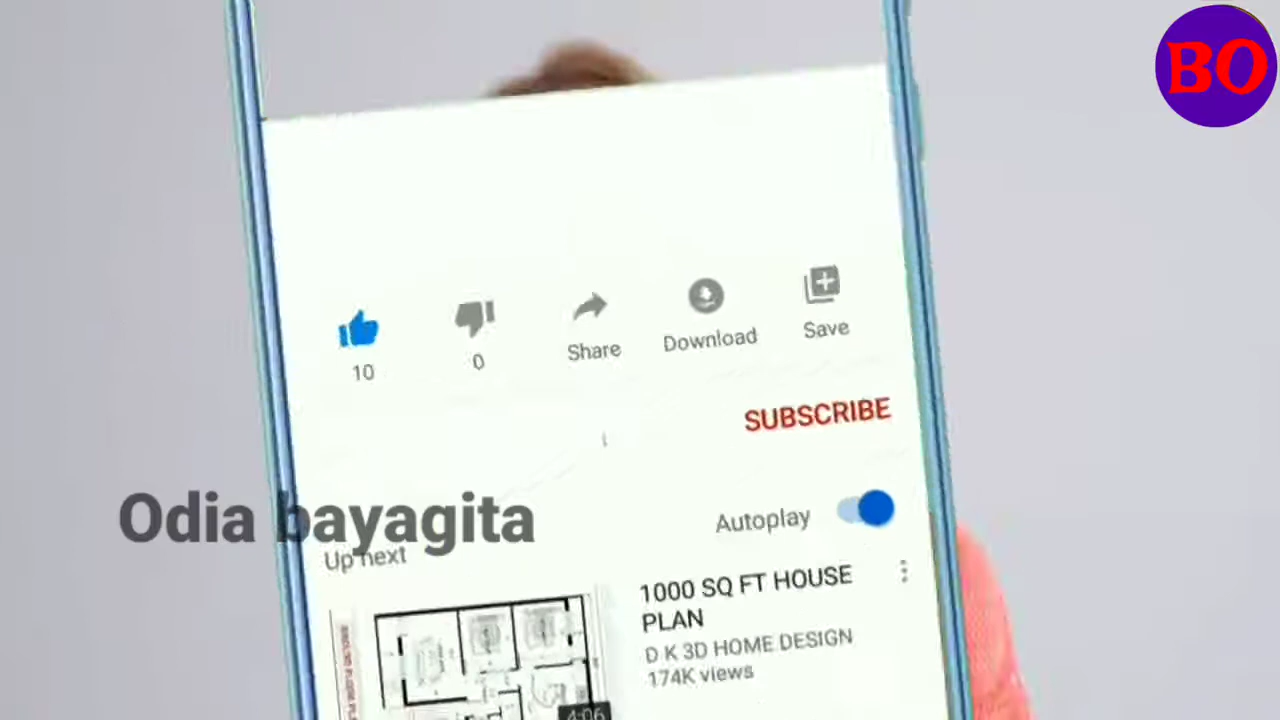 BO
10
0
Share
Download
Save
SUBSCRIBE
Odia bayagita
Autoplay
Up next
1000 SQ FT HOUSE
PLAN
D K 3D HOME DESIGN
174K views
4:06